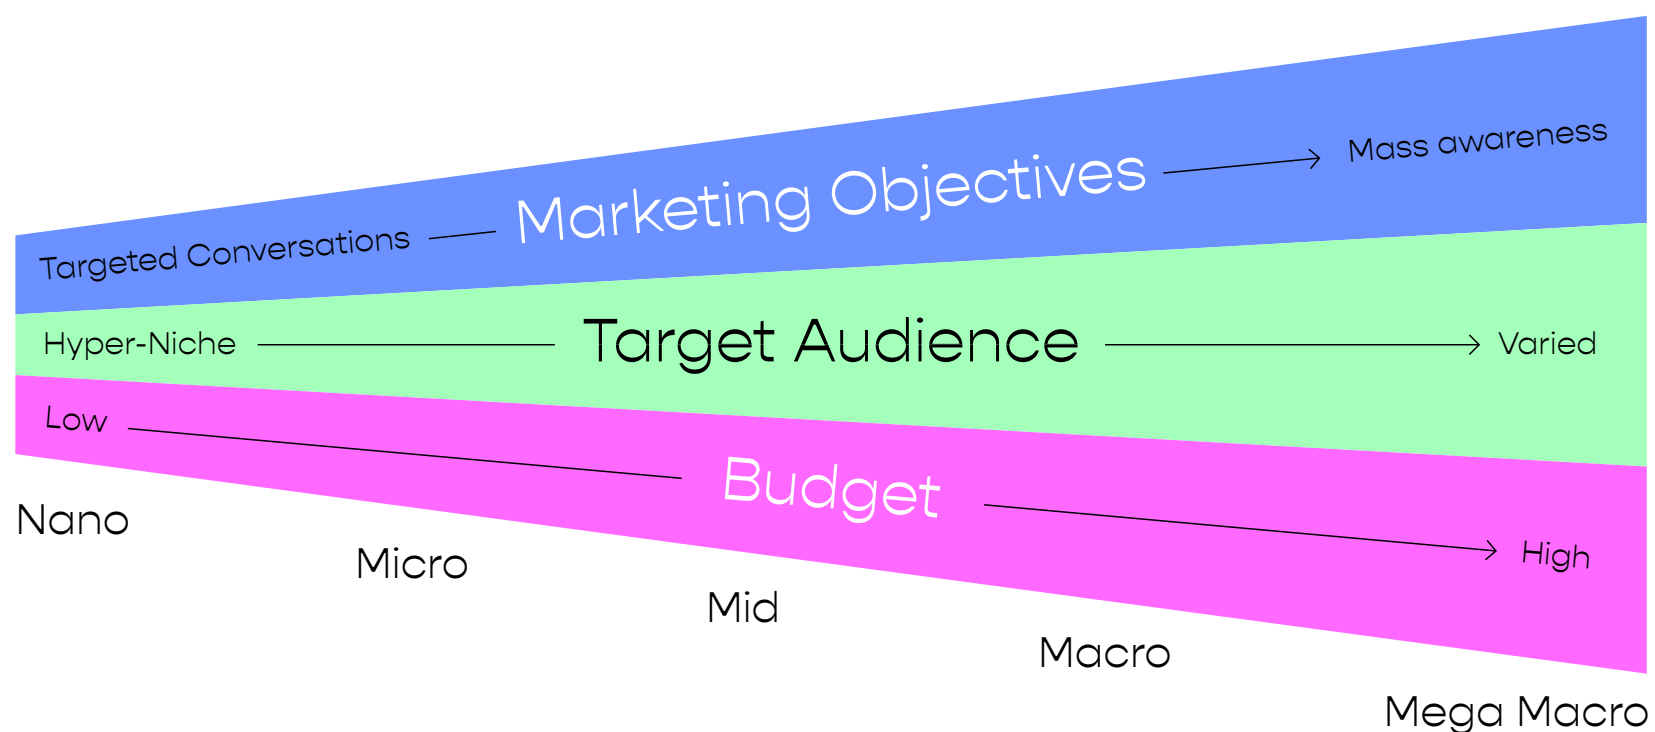 Targeted Conversations
Marketing Objectives
Mass awareness
Hyper-Niche
Target Audience
Varied
Low
Budget
High
Nano
Micro
Mid
Macro
Mega Macro